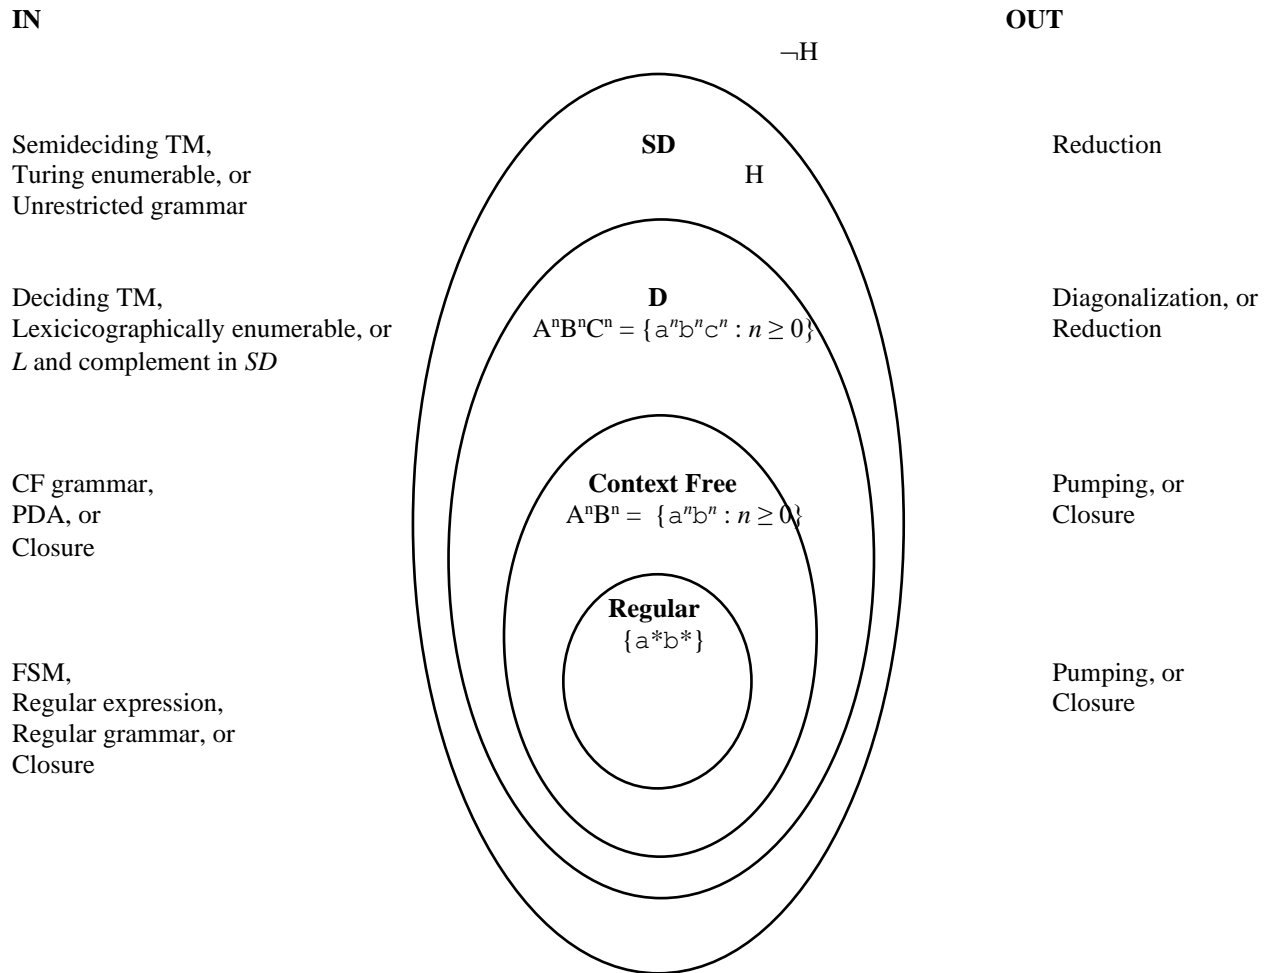 IN
OUT
¬H
Semideciding TM,
Turing enumerable, or
Unrestricted grammar
SD
H
Reduction
Deciding TM,
Lexicicographically enumerable, or
L and complement in SD
D
AⁿBⁿCⁿ = {aⁿbⁿcⁿ : n ≥ 0}
Diagonalization, or
Reduction
CF grammar,
PDA, or
Closure
Context Free
AⁿBⁿ = {aⁿbⁿ : n ≥ 0}
Pumping, or
Closure
Regular
{a*b*}
FSM,
Regular expression,
Regular grammar, or
Closure
Pumping, or
Closure